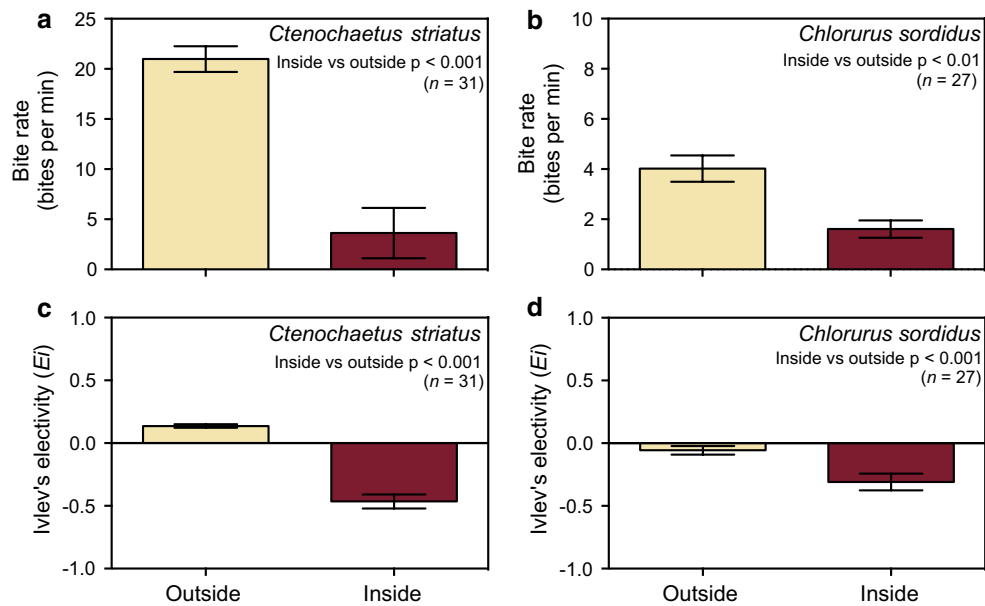 a
Ctenochaetus striatus
Inside vs outside p < 0.001
(n = 31)
Bite rate
(bites per min)
25
20
15
10
5
0
b
Chlorurus sordidus
Inside vs outside p < 0.01
(n = 27)
Bite rate
(bites per min)
10
8
6
4
2
0
c
Ctenochaetus striatus
Inside vs outside p < 0.001
(n = 31)
Ivlev's electivity (Ei)
1.0
0.5
0.0
-0.5
-1.0
Outside
Inside
d
Chlorurus sordidus
Inside vs outside p < 0.001
(n = 27)
Ivlev's electivity (Ei)
1.0
0.5
0.0
-0.5
-1.0
Outside
Inside